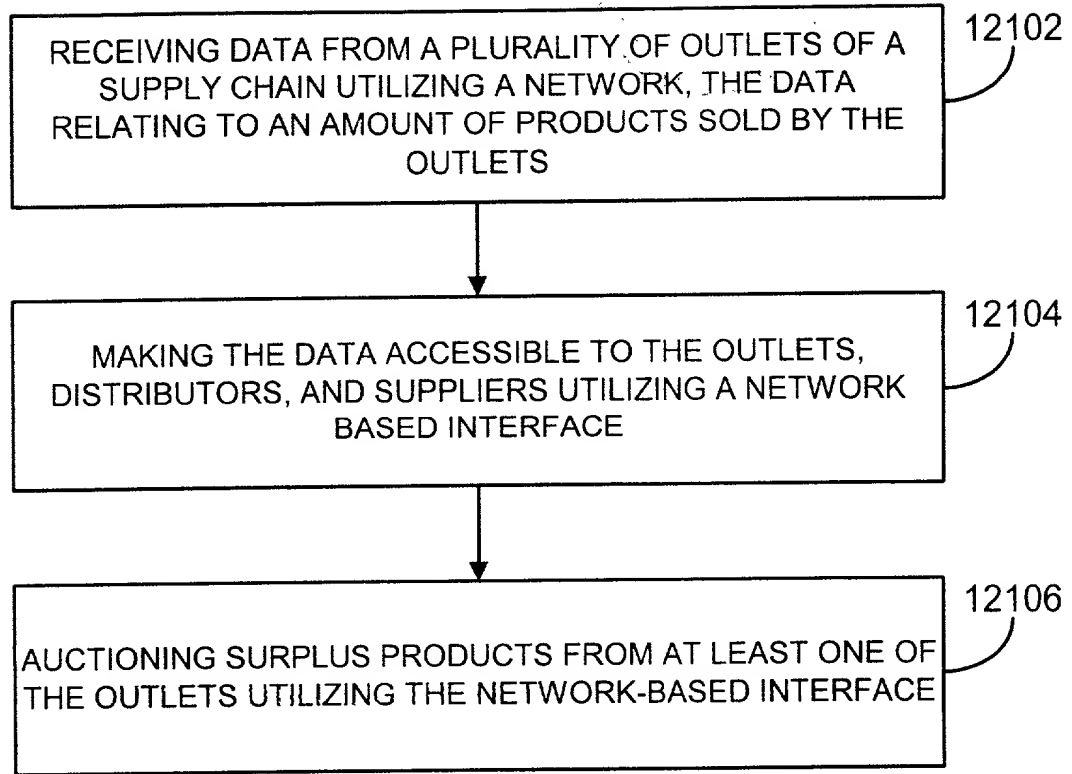 12102
RECEIVING DATA FROM A PLURALITY OF OUTLETS OF A
SUPPLY CHAIN UTILIZING A NETWORK, THE DATA
RELATING TO AN AMOUNT OF PRODUCTS SOLD BY THE
OUTLETS
12104
MAKING THE DATA ACCESSIBLE TO THE OUTLETS,
DISTRIBUTORS, AND SUPPLIERS UTILIZING A NETWORK
BASED INTERFACE
12106
AUCTIONING SURPLUS PRODUCTS FROM AT LEAST ONE OF
THE OUTLETS UTILIZING THE NETWORK-BASED INTERFACE